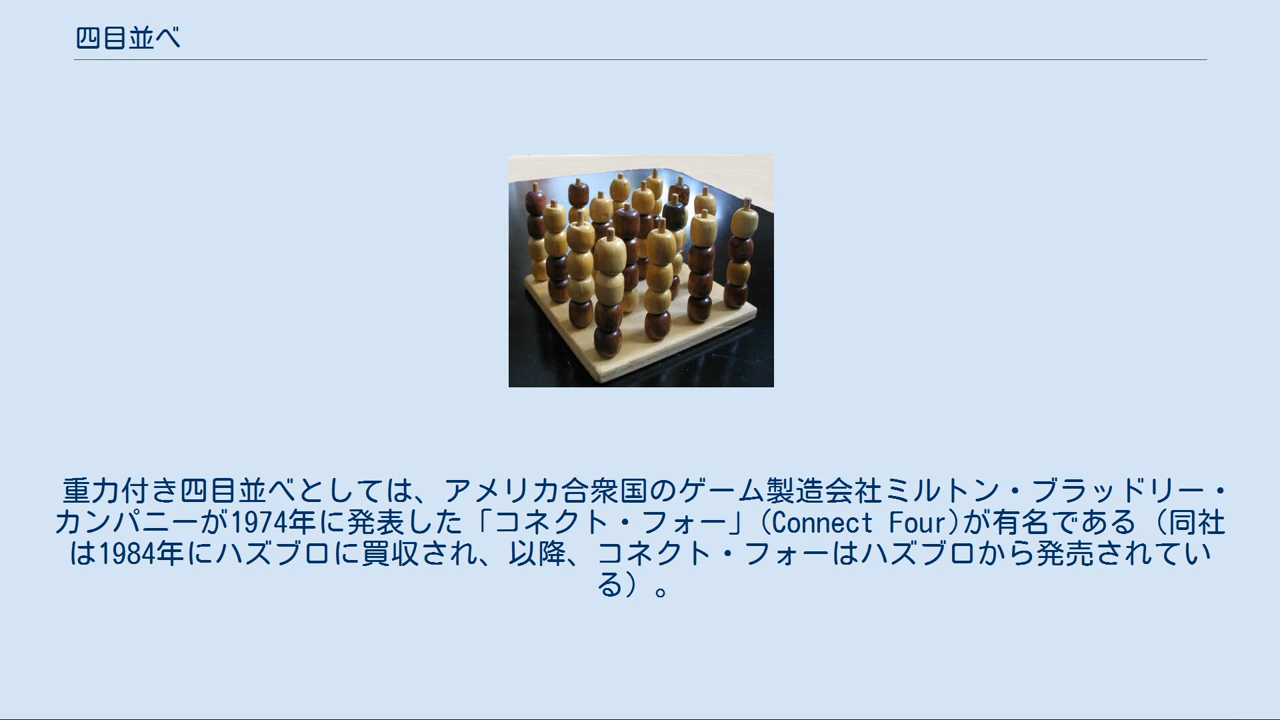 四目並べ
重力付き四目並べとしては、アメリカ合衆国のゲーム製造会社ミルトン・ブラッドリー・
カンパニーが1974年に発表した「コネクト・フォー」(Connect Four)が有名である（同社
は1984年にハズブロに買収され、以降、コネクト・フォーはハズブロから発売されてい
る）。